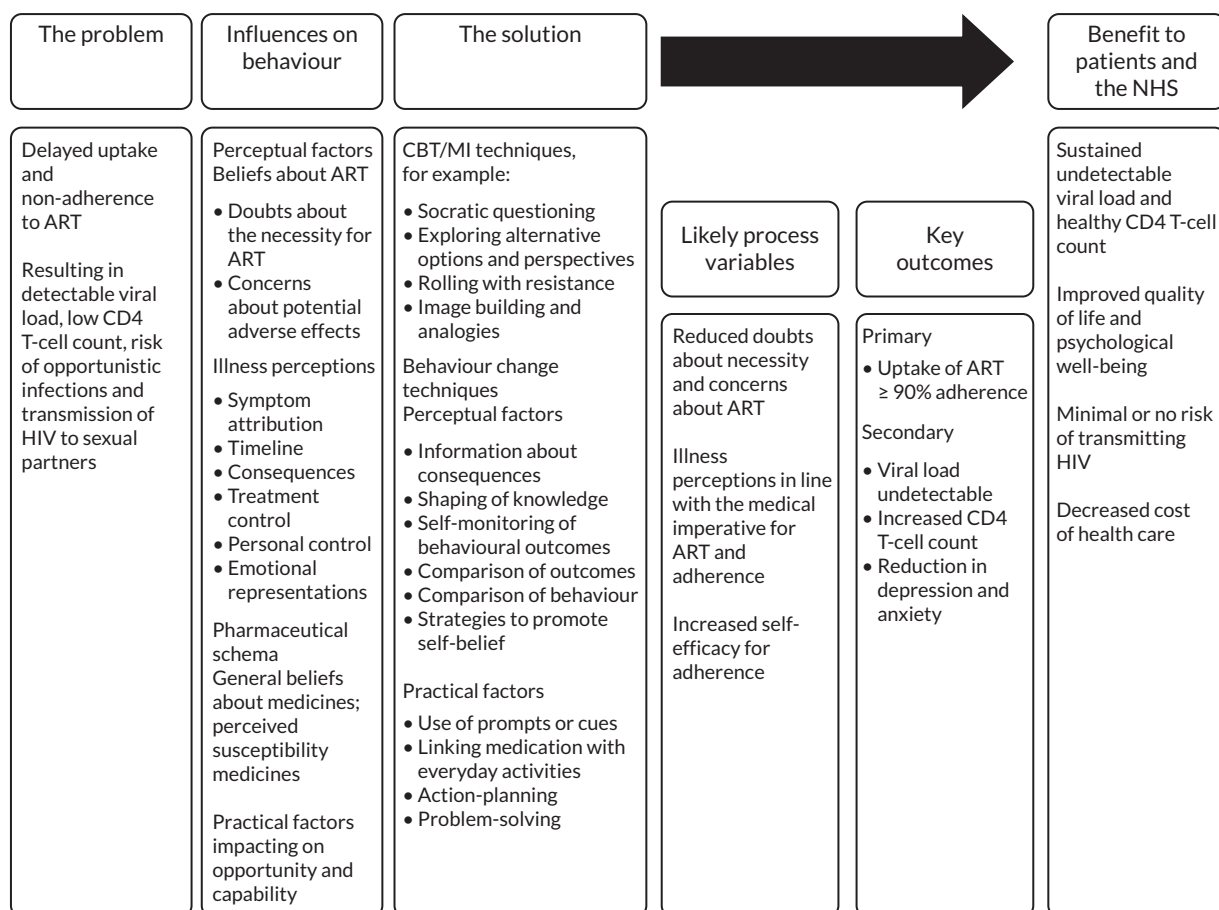 The problem
Delayed uptake
and
non-adherence
to ART
Resulting in
detectable viral
load, low CD4
T-cell count, risk
of opportunistic
infections and
transmission of
HIV to sexual
partners
Influences on
behaviour
Perceptual factors
Beliefs about ART
• Doubts about
the necessity for
ART
• Concerns
about potential
adverse effects
Illness perceptions
• Symptom
attribution
• Timeline
• Consequences
• Treatment
control
• Personal control
• Emotional
representations
Pharmaceutical
schema
General beliefs
about medicines;
perceived
susceptibility
medicines
Practical factors
impacting on
opportunity and
capability
The solution
CBT/MI techniques,
for example:
• Socratic questioning
• Exploring alternative
options and perspectives
• Rolling with resistance
• Image building and
analogies
Behaviour change
techniques
Perceptual factors
• Information about
consequences
• Shaping of knowledge
• Self-monitoring of
behavioural outcomes
• Comparison of outcomes
• Comparison of behaviour
• Strategies to promote
self-belief
Practical factors
• Use of prompts or cues
• Linking medication with
everyday activities
• Action-planning
• Problem-solving
Likely process
variables
Reduced doubts
about necessity
and concerns
about ART
Illness
perceptions in line
with the medical
imperative for
ART and
adherence
Increased self-
efficacy for
adherence
Key
outcomes
Primary
• Uptake of ART
≥ 90% adherence
Secondary
• Viral load
undetectable
• Increased CD4
T-cell count
• Reduction in
depression and
anxiety
Benefit to
patients and
the NHS
Sustained
undetectable
viral load and
healthy CD4 T-cell
count
Improved quality
of life and
psychological
well-being
Minimal or no risk
of transmitting
HIV
Decreased cost
of health care